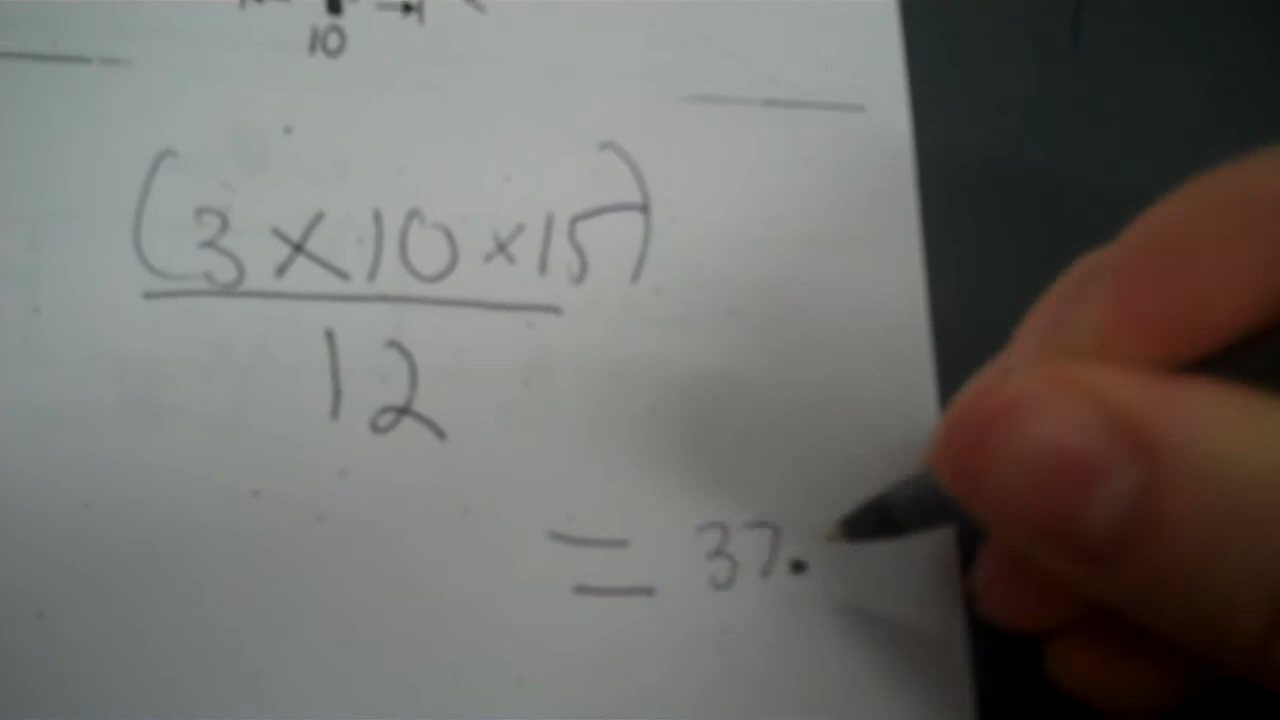 10
(3 × 10 × 15)
12
= 37.